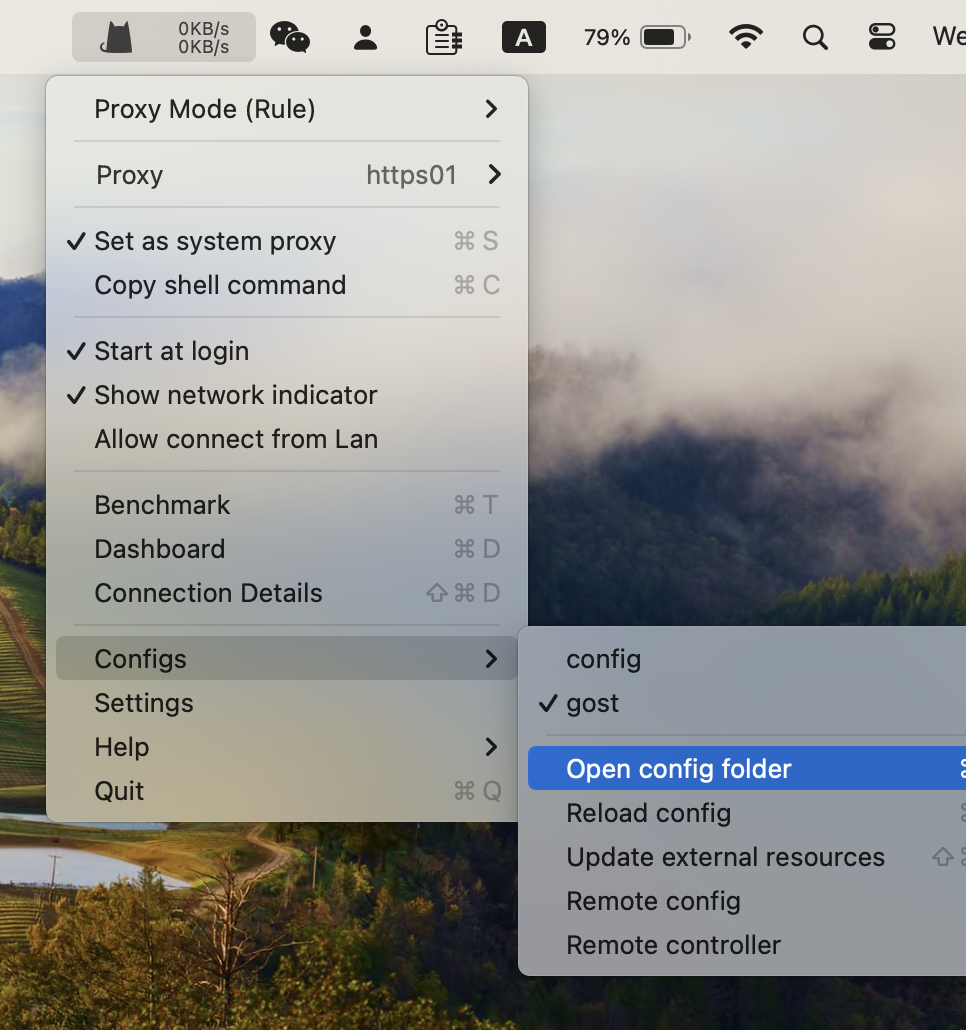 0KB/s
0KB/s
A
79%
We
Proxy Mode (Rule)
Proxy https01
Set as system proxy ⌘ S
Copy shell command ⌘ C
Start at login
Show network indicator
Allow connect from Lan
Benchmark ⌘ T
Dashboard ⌘ D
Connection Details ⇧ ⌘ D
Configs
Settings
Help
Quit ⌘ Q
config
gost
Open config folder
Reload config
Update external resources ⇧
Remote config
Remote controller